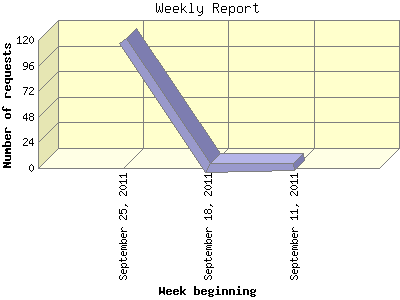 Weekly Report
Number of requests
120
96
72
48
24
0
September 25, 2011
September 18, 2011
September 11, 2011
Week beginning